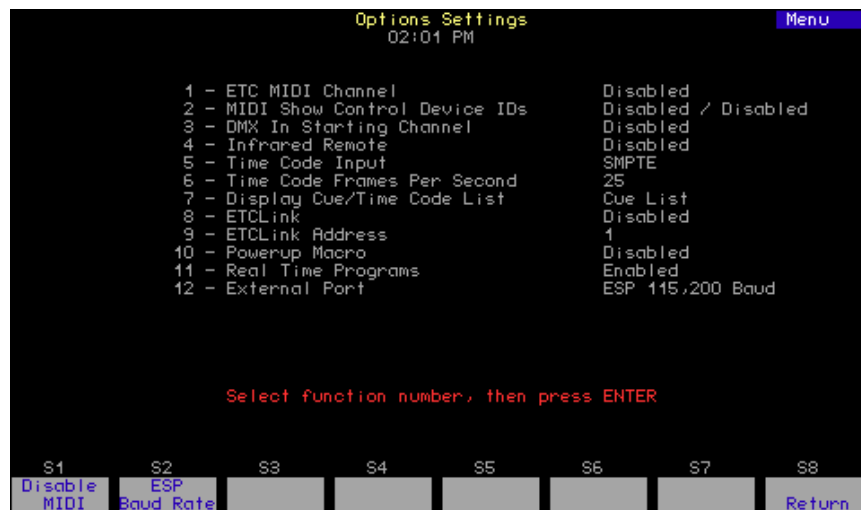 Options Settings Menu
02:01 PM
1 - ETC MIDI Channel Disabled
2 - MIDI Show Control Device IDs Disabled / Disabled
3 - DMX In Starting Channel Disabled
4 - Infrared Remote Disabled
5 - Time Code Input SMPTE
6 - Time Code Frames Per Second 25
7 - Display Cue/Time Code List Cue List
8 - ETCLink Disabled
9 - ETCLink Address 1
10 - Powerup Macro Disabled
11 - Real Time Programs Enabled
12 - External Port ESP 115,200 Baud
Select function number, then press ENTER
S1 S2 S3 S4 S5 S6 S7 S8
Disable ESP
MIDI Baud Rate Return